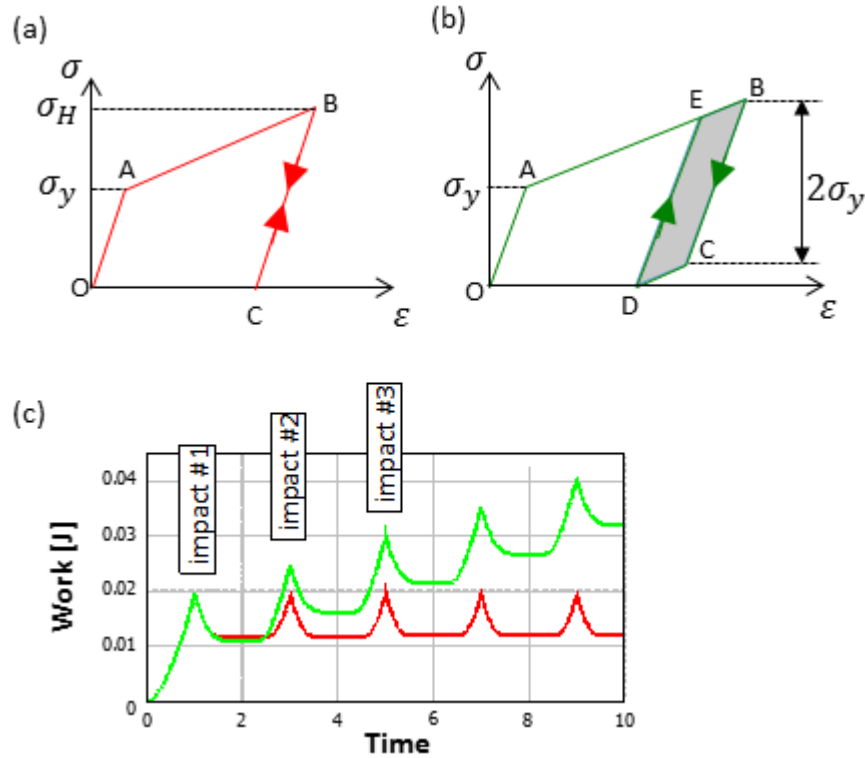 (a)
σ
σ_H
B
A
σ_y
O
C
ε
(b)
σ
E
B
A
σ_y
2σ_y
C
O
D
ε
(c)
impact #1
impact #2
impact #3
Work [J]
0.04
0.03
0.02
0.01
0
0 2 4 6 8 10
Time